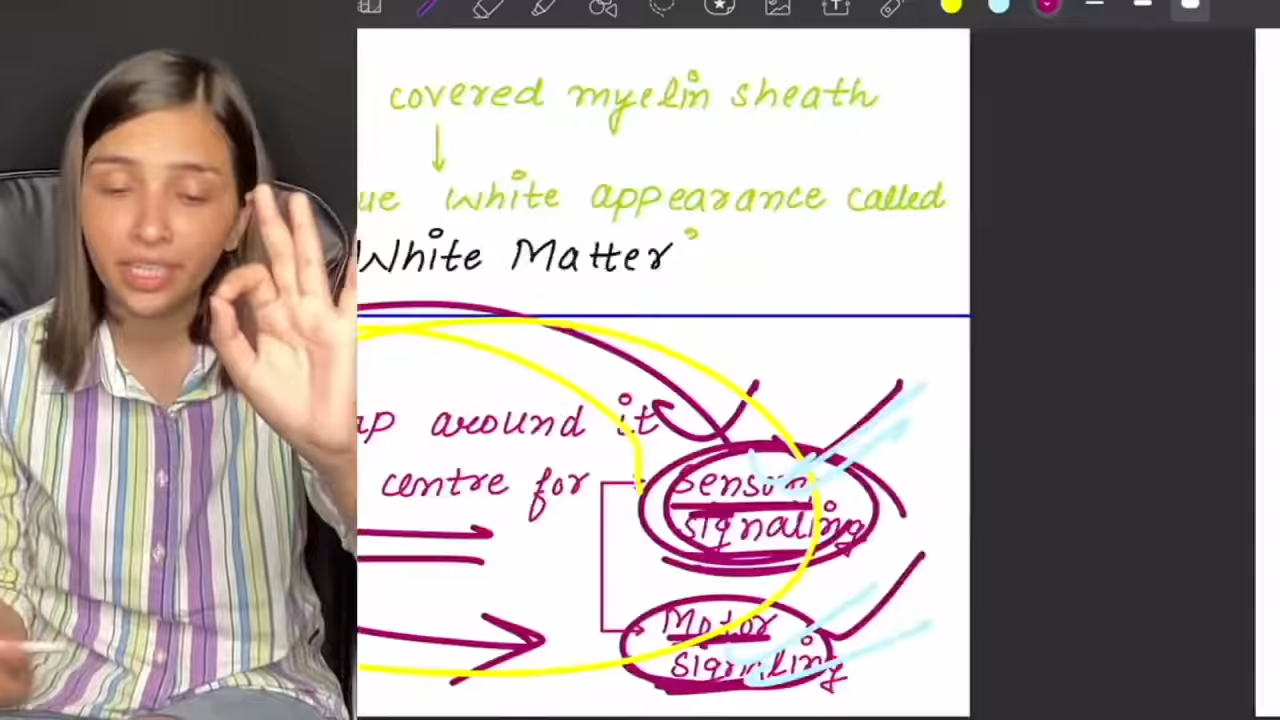 covered myelin sheath
ue white appearance called
White Matter
ap around it
centre for
Sensory
signaling
Motor
signaling